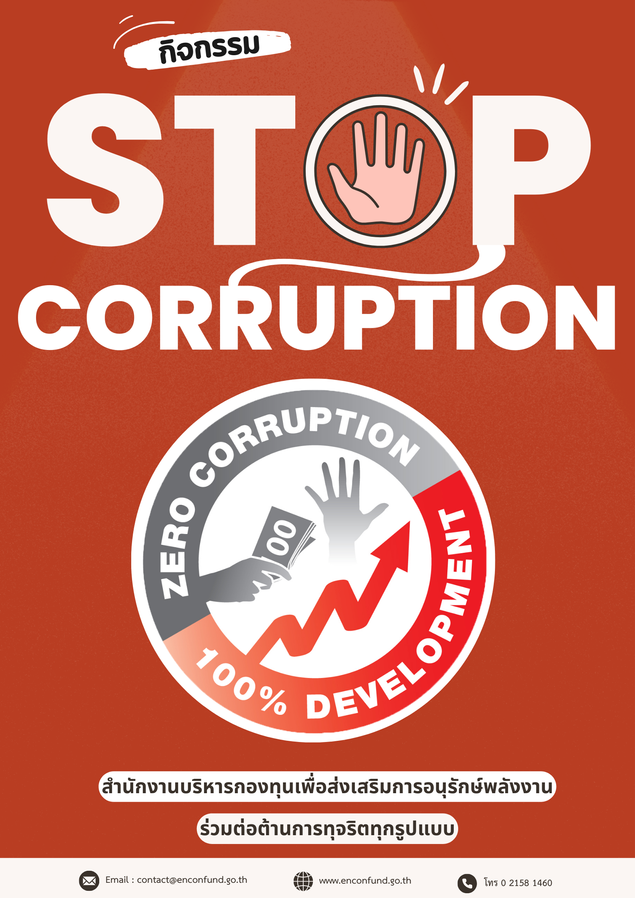 กิจกรรม
STOP
CORRUPTION
ZERO CORRUPTION
00
100% DEVELOPMENT
สำนักงานบริหารกองทุนเพื่อส่งเสริมการอนุรักษ์พลังงาน
ร่วมต่อต้านการทุจริตทุกรูปแบบ
Email : contact@enconfund.go.th www.enconfund.go.th โทร 0 2158 1460